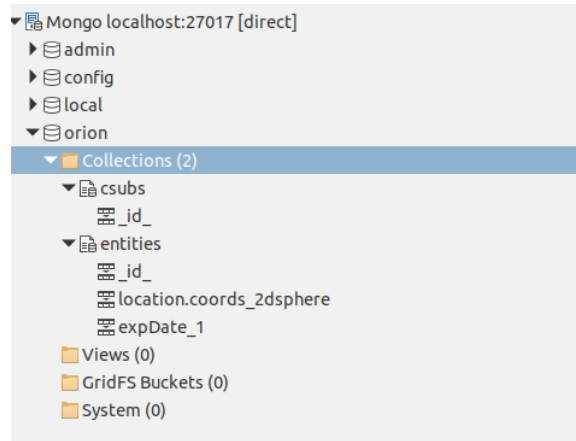 Mongo localhost:27017 [direct]
admin
config
local
orion
Collections (2)
csubs
_id_
entities
_id_
location.coords_2dsphere
expDate_1
Views (0)
GridFS Buckets (0)
System (0)